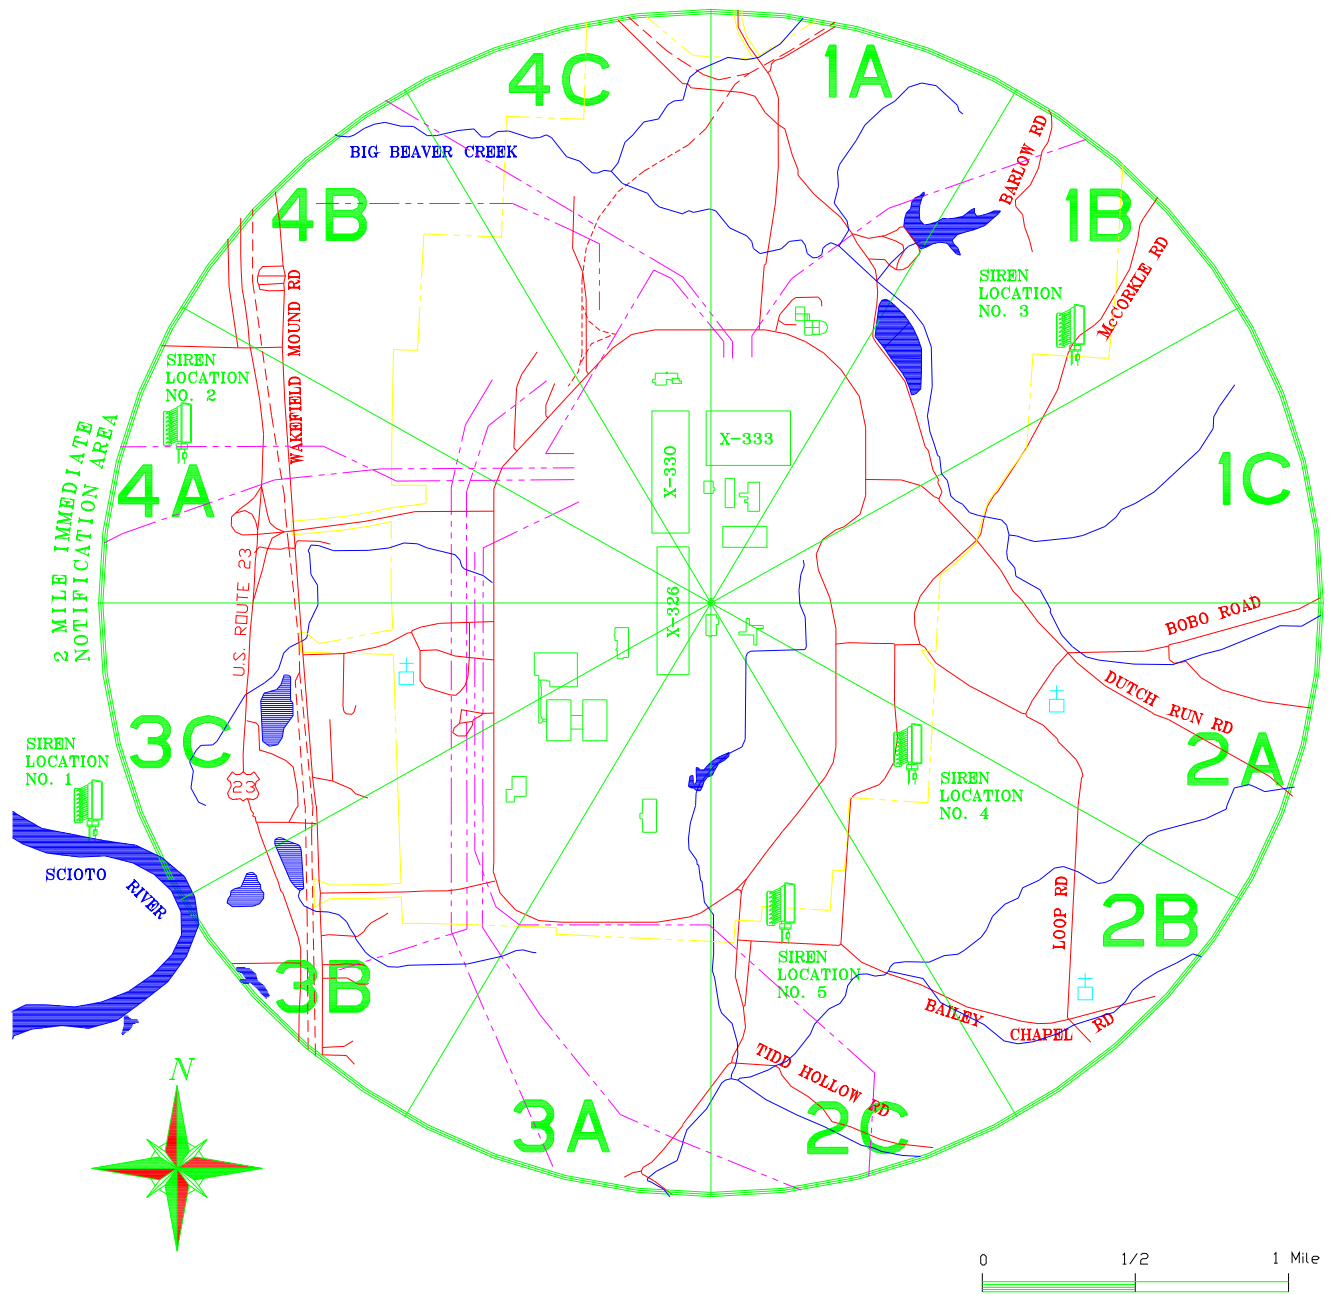 4C
1A
BIG BEAVER CREEK
BARLOW RD
4B
1B
McCORKLE RD
SIREN
LOCATION
NO. 3
WAKEFIELD MOUND RD
SIREN
LOCATION
NO. 2
2 MILE IMMEDIATE
NOTIFICATION AREA
4A
X-333
X-330
1C
U.S. ROUTE 23
X-326
BOBO ROAD
DUTCH RUN RD
3C
2A
SIREN
LOCATION
NO. 1
23
SIREN
LOCATION
NO. 4
SCIOTO
RIVER
LOOP RD
2B
3B
SIREN
LOCATION
NO. 5
BAILEY CHAPEL RD
N
TIDD HOLLOW RD
3A
2C
0 1/2 1 Mile